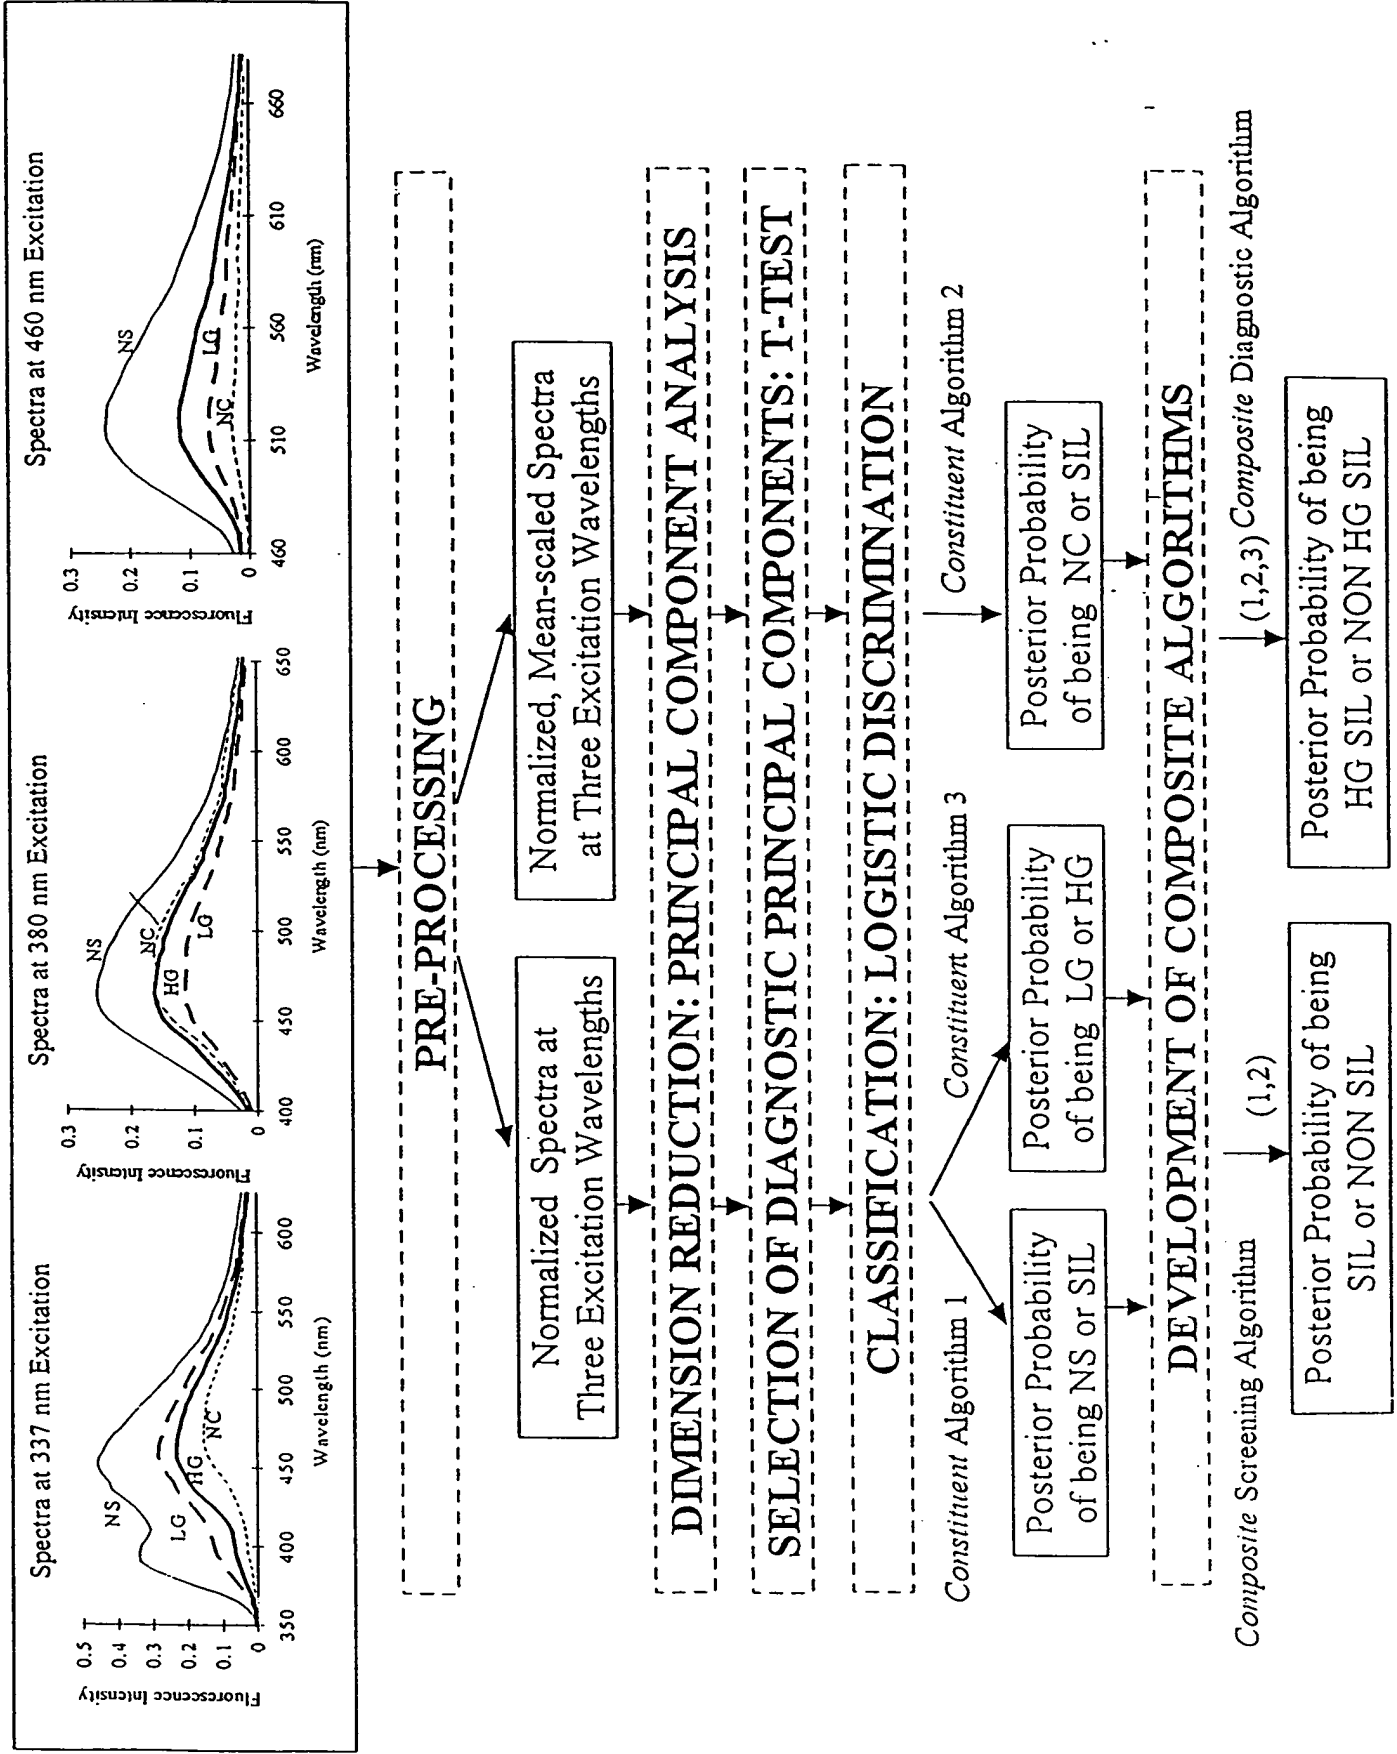 Spectra at 337 nm Excitation
Fluorescence Intensity
0.5
0.4
0.3
0.2
0.1
0
NS
LG
HG
NC
350
400
450
500
550
600
Wavelength (nm)
Spectra at 380 nm Excitation
Fluorescence Intensity
0.3
0.2
0.1
0
NS
NC
HG
LG
400
450
500
550
600
650
Wavelength (nm)
Spectra at 460 nm Excitation
Fluorescence Intensity
0.3
0.2
0.1
0
NS
LG
NC
460
510
560
610
660
Wavelength (nm)
PRE-PROCESSING
Normalized Spectra at
Three Excitation Wavelengths
Normalized, Mean-scaled Spectra
at Three Excitation Wavelengths
DIMENSION REDUCTION: PRINCIPAL COMPONENT ANALYSIS
SELECTION OF DIAGNOSTIC PRINCIPAL COMPONENTS: T-TEST
CLASSIFICATION: LOGISTIC DISCRIMINATION
Constituent Algorithm 1
Constituent Algorithm 3
Constituent Algorithm 2
Posterior Probability
of being NS or SIL
Posterior Probability
of being LG or HG
Posterior Probability
of being NC or SIL
DEVELOPMENT OF COMPOSITE ALGORITHMS
Composite Screening Algorithm
(1,2)
(1,2,3) Composite Diagnostic Algorithm
Posterior Probability of being
SIL or NON SIL
Posterior Probability of being
HG SIL or NON HG SIL